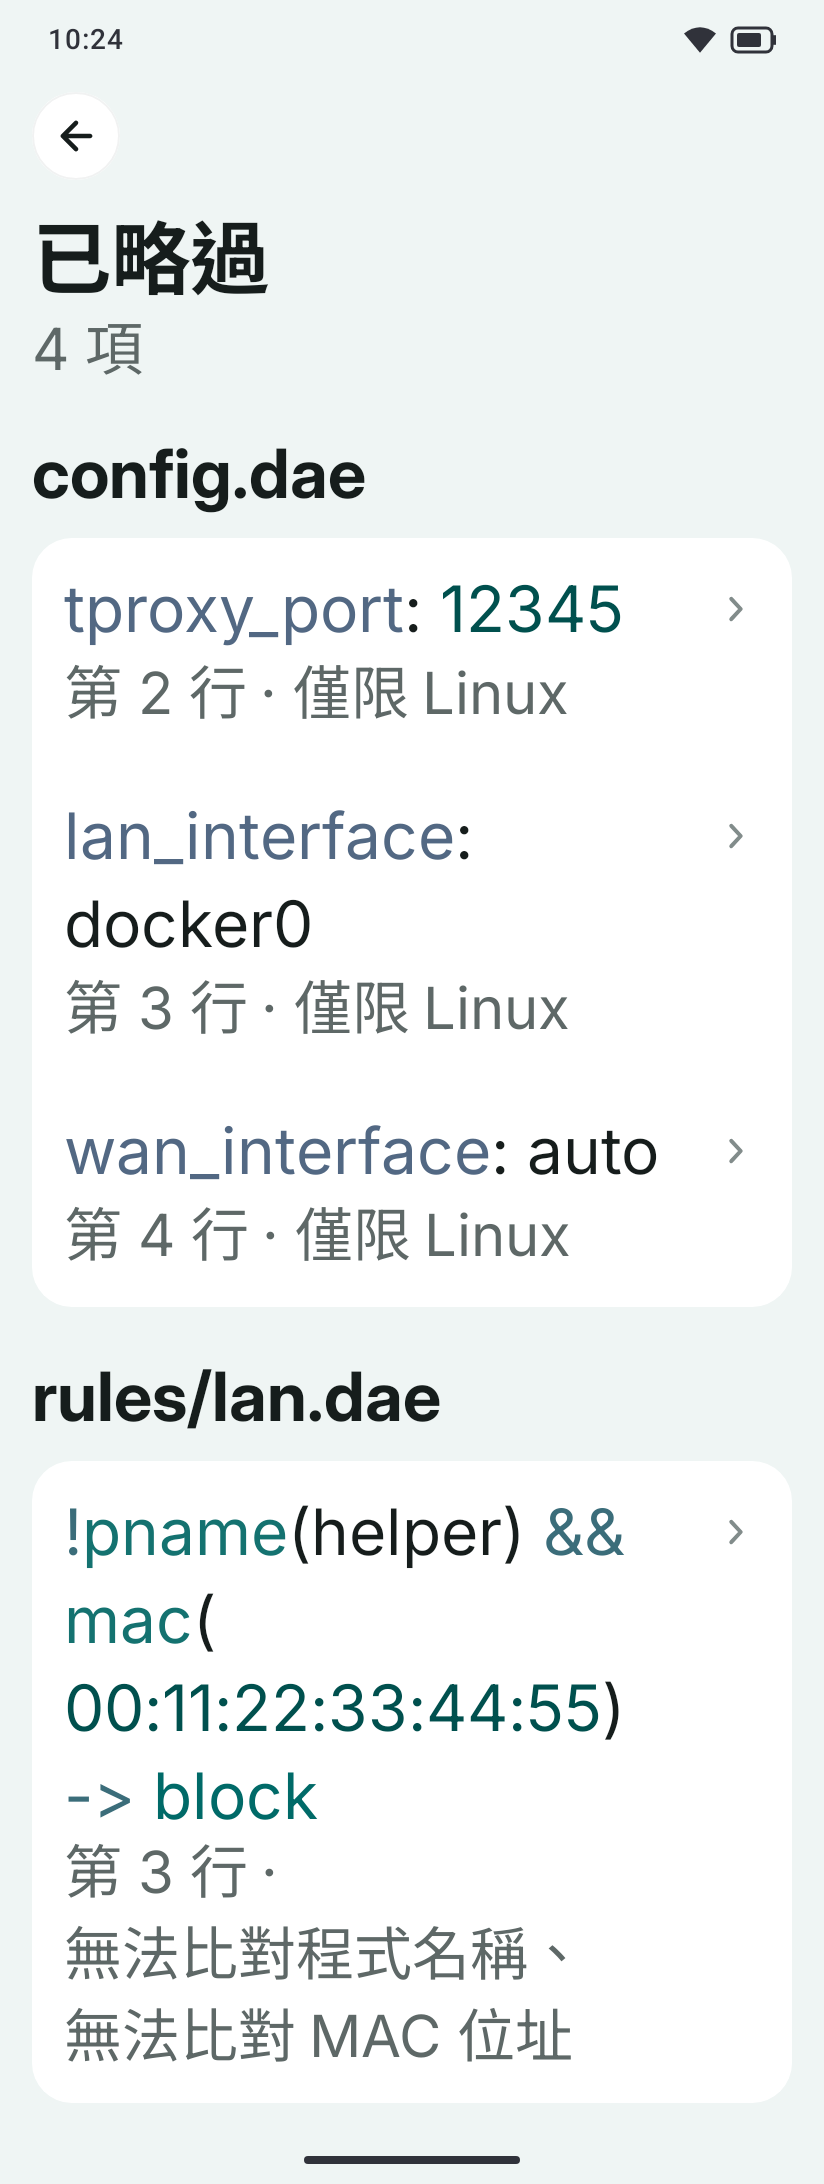 10:24
已略過
4 項
config.dae
tproxy_port: 12345
第 2 行 · 僅限 Linux
lan_interface:
docker0
第 3 行 · 僅限 Linux
wan_interface: auto
第 4 行 · 僅限 Linux
rules/lan.dae
!pname(helper) &&
mac(
00:11:22:33:44:55)
-> block
第 3 行 ·
無法比對程式名稱、
無法比對 MAC 位址